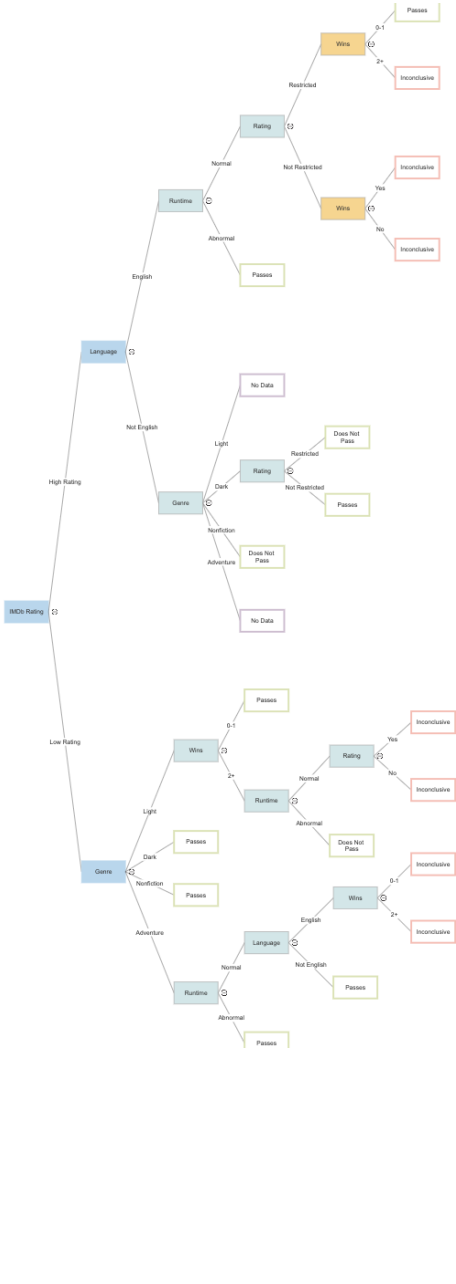 Passes
0-1
Wins
2+
Inconclusive
Restricted
Rating
Normal
Not Restricted
Inconclusive
Yes
Runtime
Wins
No
Abnormal
Inconclusive
English
Passes
Language
No Data
Not English
Light
Does Not
Pass
Restricted
Rating
High Rating
Dark
Not Restricted
Genre
Passes
Nonfiction
Does Not
Pass
Adventure
IMDb Rating
No Data
Passes
Inconclusive
0-1
Yes
Low Rating
Wins
Rating
2+
Normal
No
Inconclusive
Runtime
Light
Abnormal
Passes
Does Not
Pass
Dark
Inconclusive
Genre
0-1
Nonfiction
Passes
Wins
English
2+
Adventure
Inconclusive
Language
Normal
Not English
Runtime
Passes
Abnormal
Passes